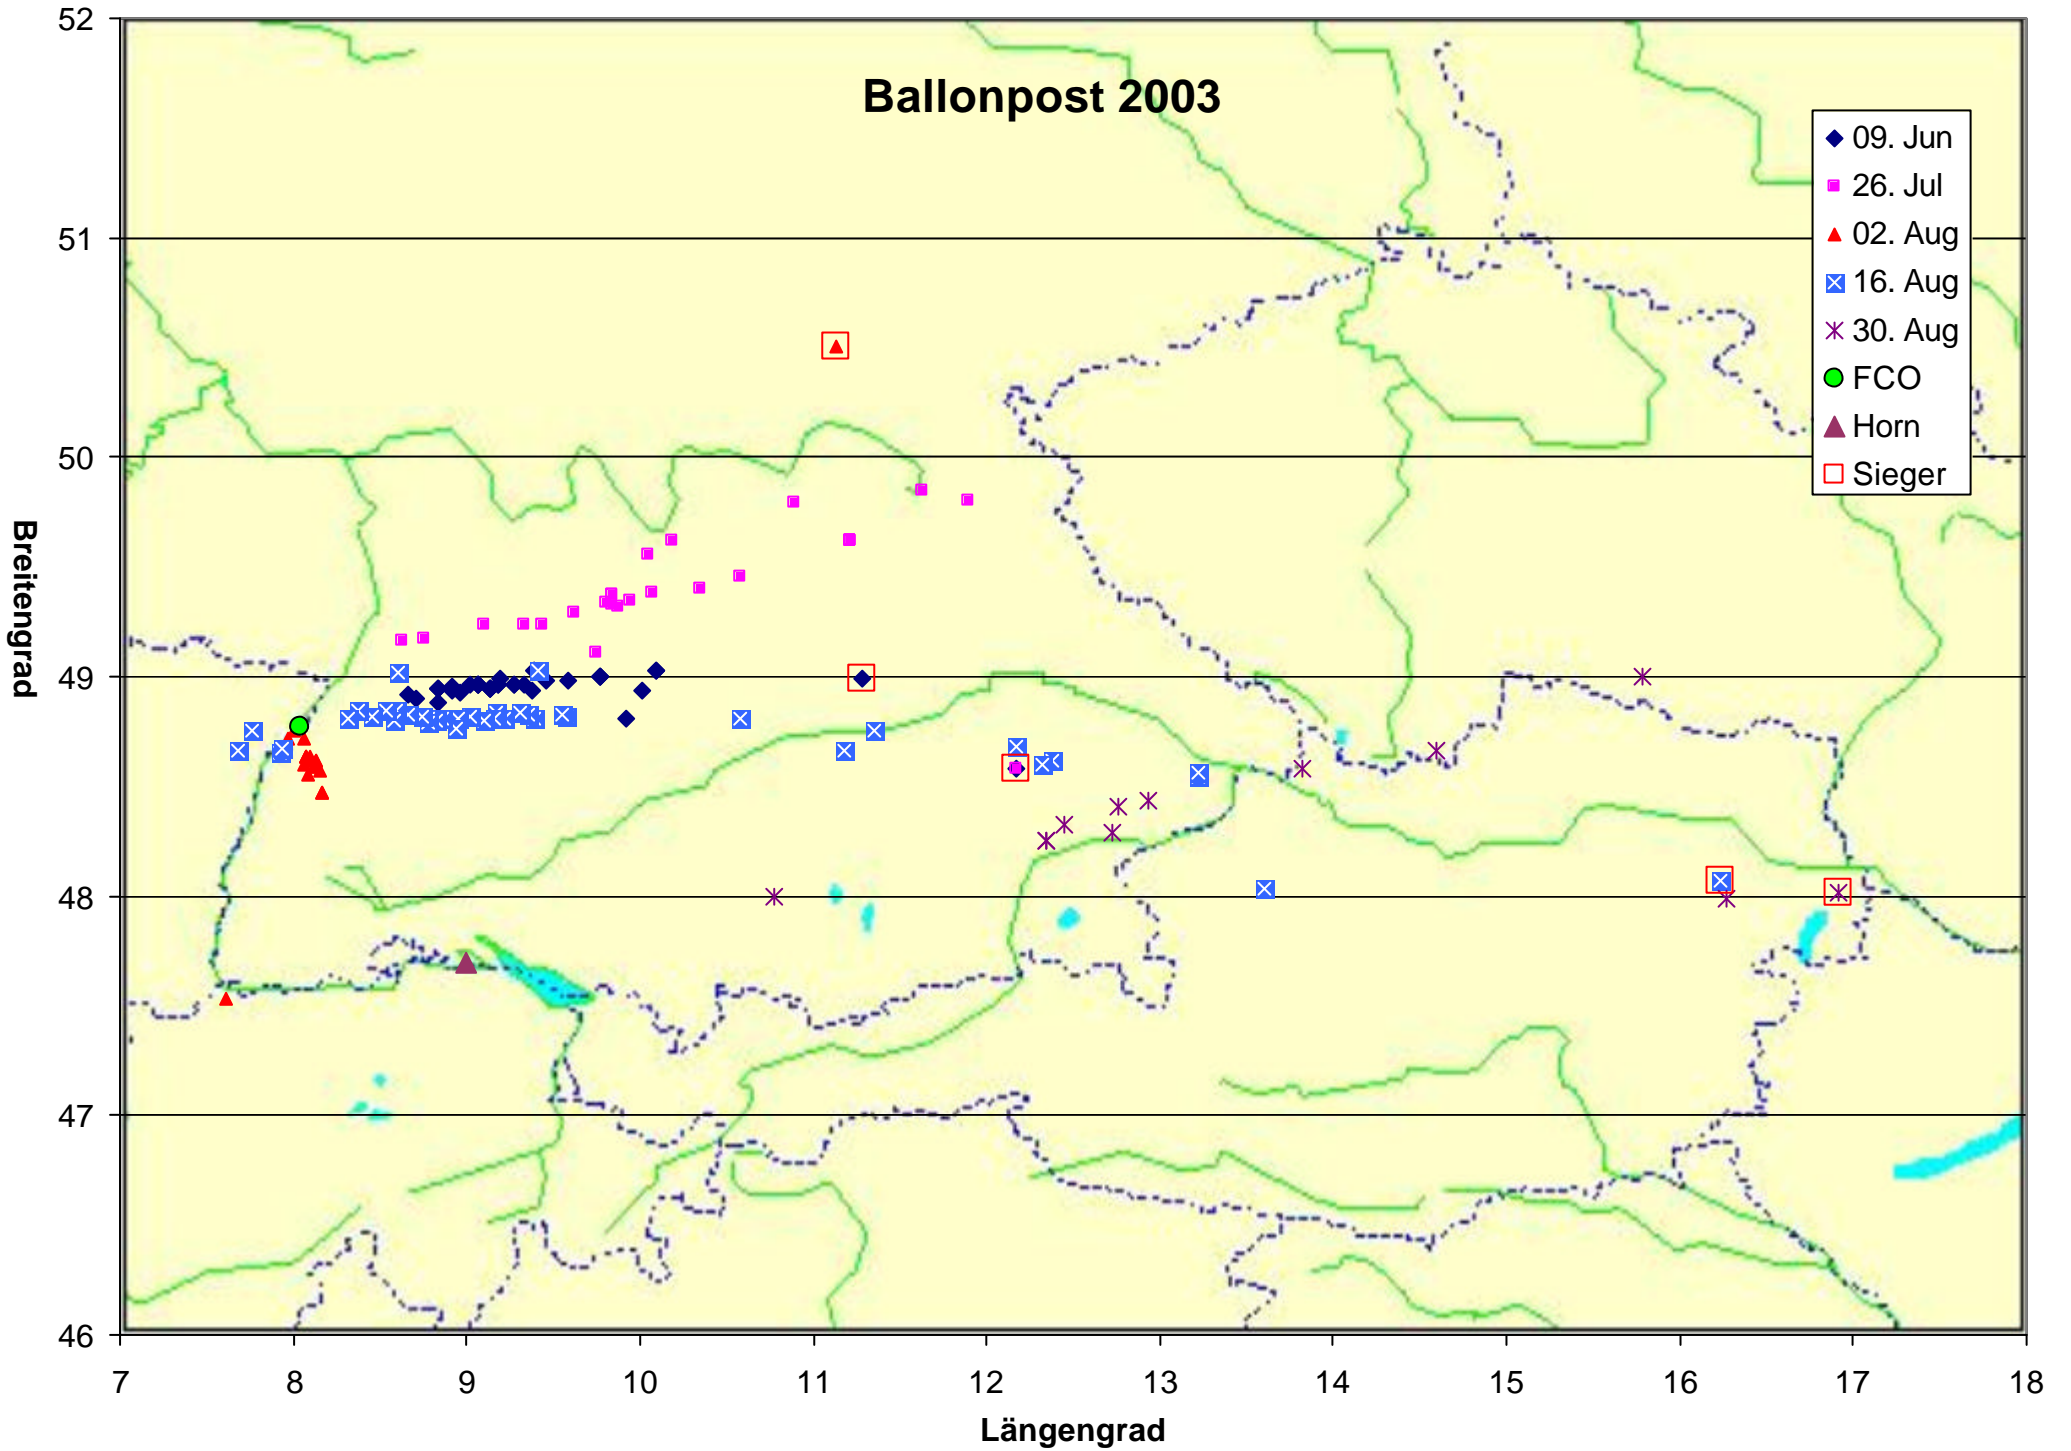 Ballonpost 2003
09. Jun
26. Jul
02. Aug
16. Aug
30. Aug
FCO
Horn
Sieger
Breitengrad
52
51
50
49
48
47
46
7 8 9 10 11 12 13 14 15 16 17 18
Längengrad